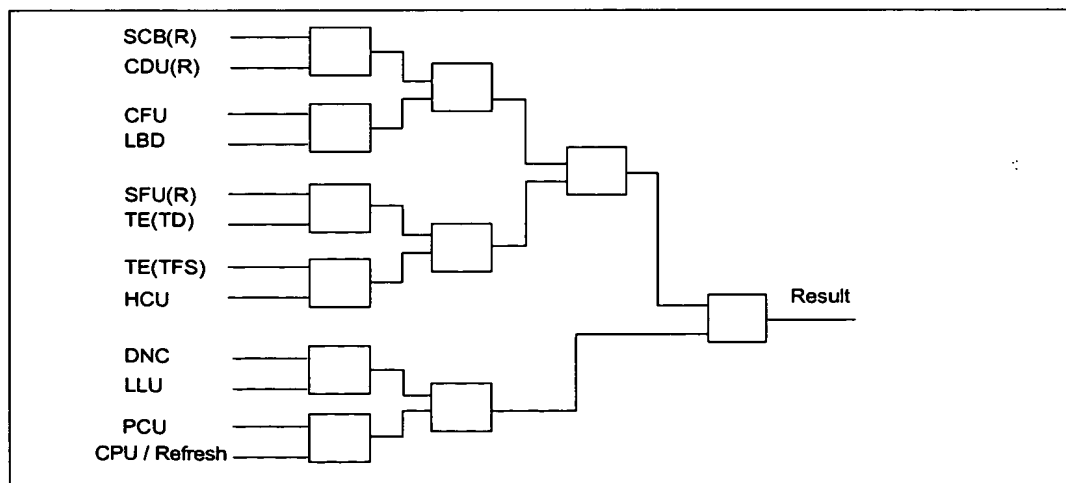 SCB(R)
CDU(R)
CFU
LBD
SFU(R)
TE(TD)
TE(TFS)
HCU
Result
DNC
LLU
PCU
CPU / Refresh